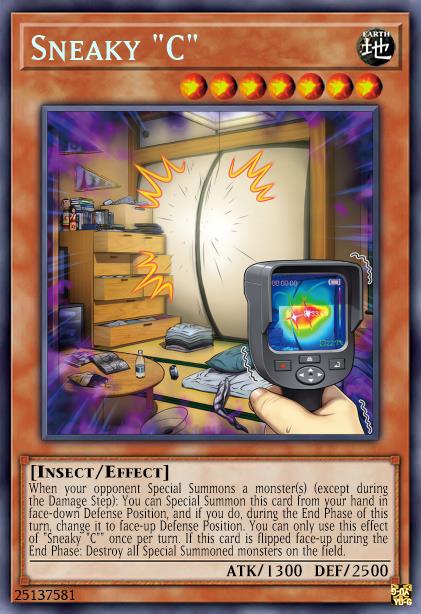 SNEAKY "C"
EARTH
地
00:00:00
[INSECT/EFFECT]
When your opponent Special Summons a monster(s) (except during
the Damage Step): You can Special Summon this card from your hand in
face-down Defense Position, and if you do, during the End Phase of this
turn, change it to face-up Defense Position. You can only use this effect
of "Sneaky "C"" once per turn. If this card is flipped face-up during the
End Phase: Destroy all Special Summoned monsters on the field.
ATK/1300 DEF/2500
25137581